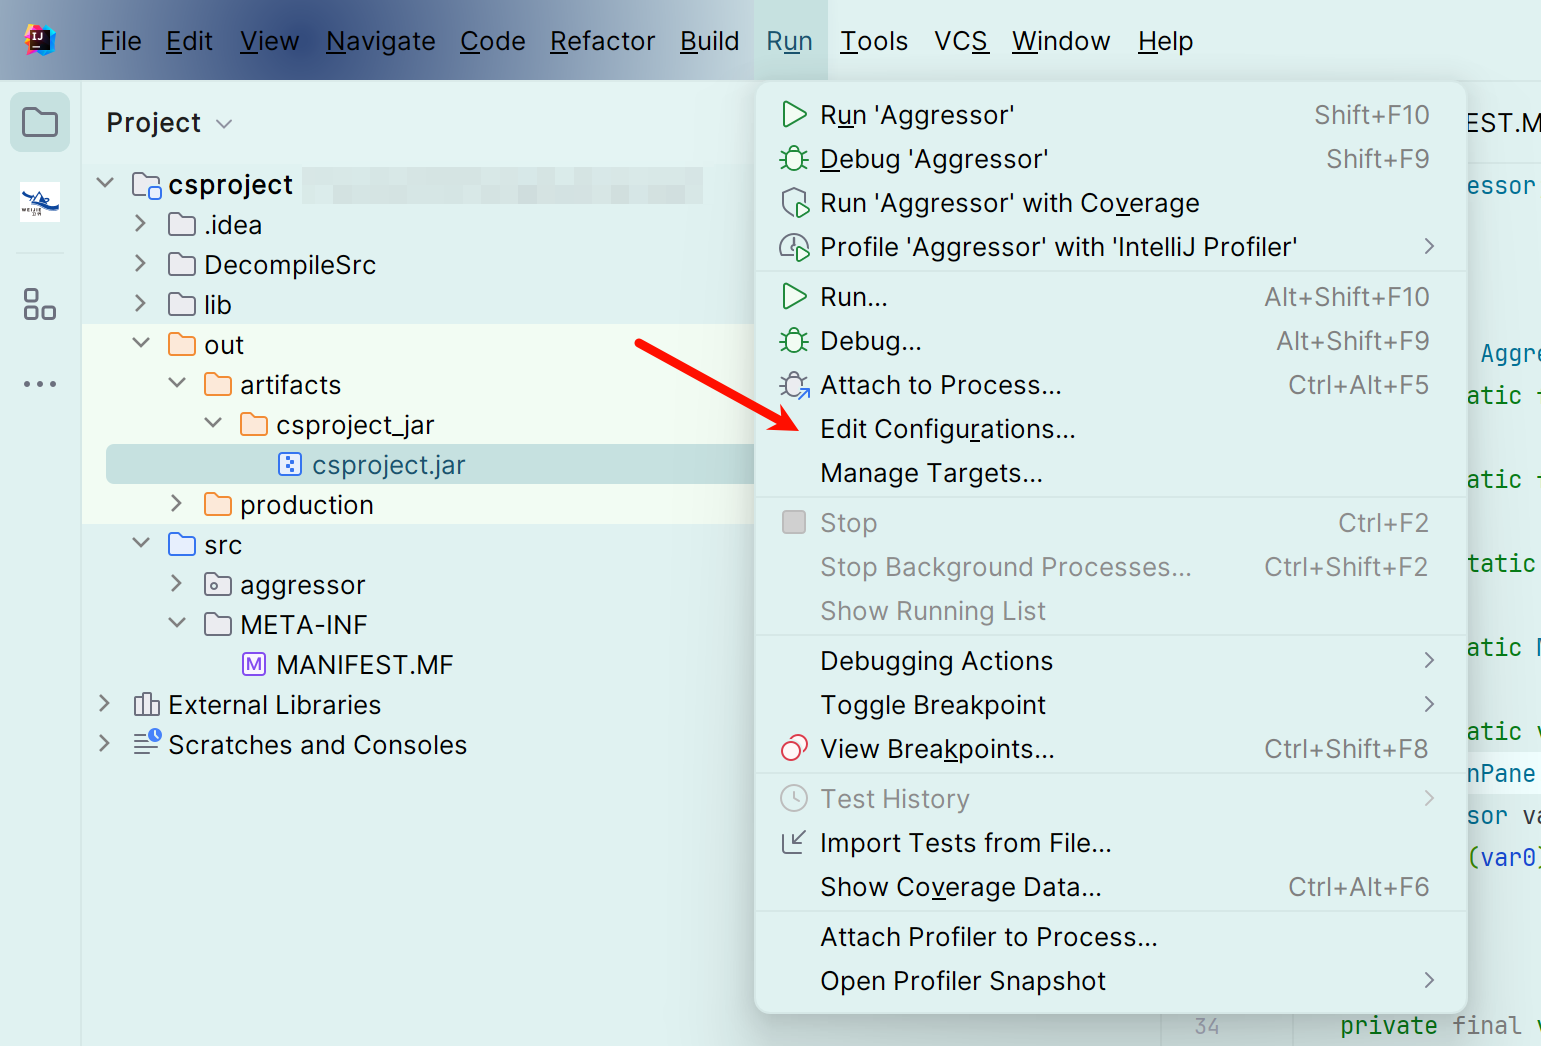 File Edit View Navigate Code Refactor Build Run Tools VCS Window Help
Project
csproject
.idea
DecompileSrc
lib
out
artifacts
csproject_jar
csproject.jar
production
src
aggressor
META-INF
MANIFEST.MF
External Libraries
Scratches and Consoles
Run 'Aggressor' Shift+F10
Debug 'Aggressor' Shift+F9
Run 'Aggressor' with Coverage
Profile 'Aggressor' with 'IntelliJ Profiler'
Run... Alt+Shift+F10
Debug... Alt+Shift+F9
Attach to Process... Ctrl+Alt+F5
Edit Configurations...
Manage Targets...
Stop Ctrl+F2
Stop Background Processes... Ctrl+Shift+F2
Show Running List
Debugging Actions
Toggle Breakpoint
View Breakpoints... Ctrl+Shift+F8
Test History
Import Tests from File...
Show Coverage Data... Ctrl+Alt+F6
Attach Profiler to Process...
Open Profiler Snapshot
EST.M
essor
Aggre
atic
atic
tatic
atic
atic
nPane
sor va
(var0)
34 private final v